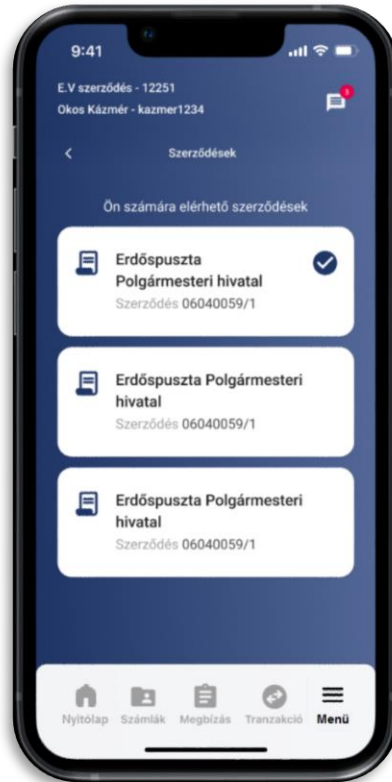 9:41
E.V szerződés - 12251
Okos Kázmér - kazmer1234
3
Szerződések
Ön számára elérhető szerződések
Erdőspuszta
Polgármesteri hivatal
Szerződés 06040059/1
Erdőspuszta Polgármesteri
hivatal
Szerződés 06040059/1
Erdőspuszta Polgármesteri
hivatal
Szerződés 06040059/1
Nyitólap Számlák Megbízás Tranzakció Menü